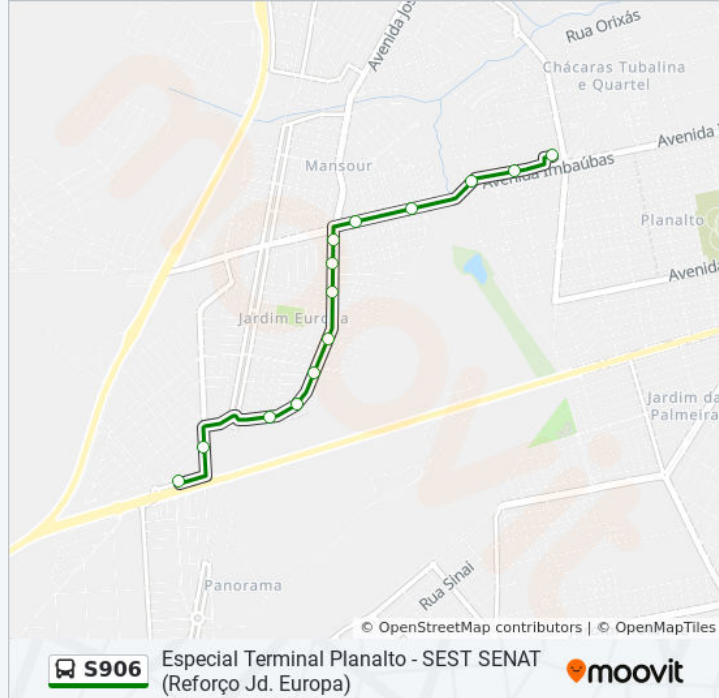 Avenida Jos
Rua Orixás
Chácaras Tubalina
e Quartel
Avenida
Mansour
Avenida Imbaúbas
Planalto
Avenida
Jardim Europa
Jardim da
Palmeira
Rua Sinai
Panorama
© OpenStreetMap contributors | © OpenMapTiles
S906
Especial Terminal Planalto - SEST SENAT
(Reforço Jd. Europa)
moovit